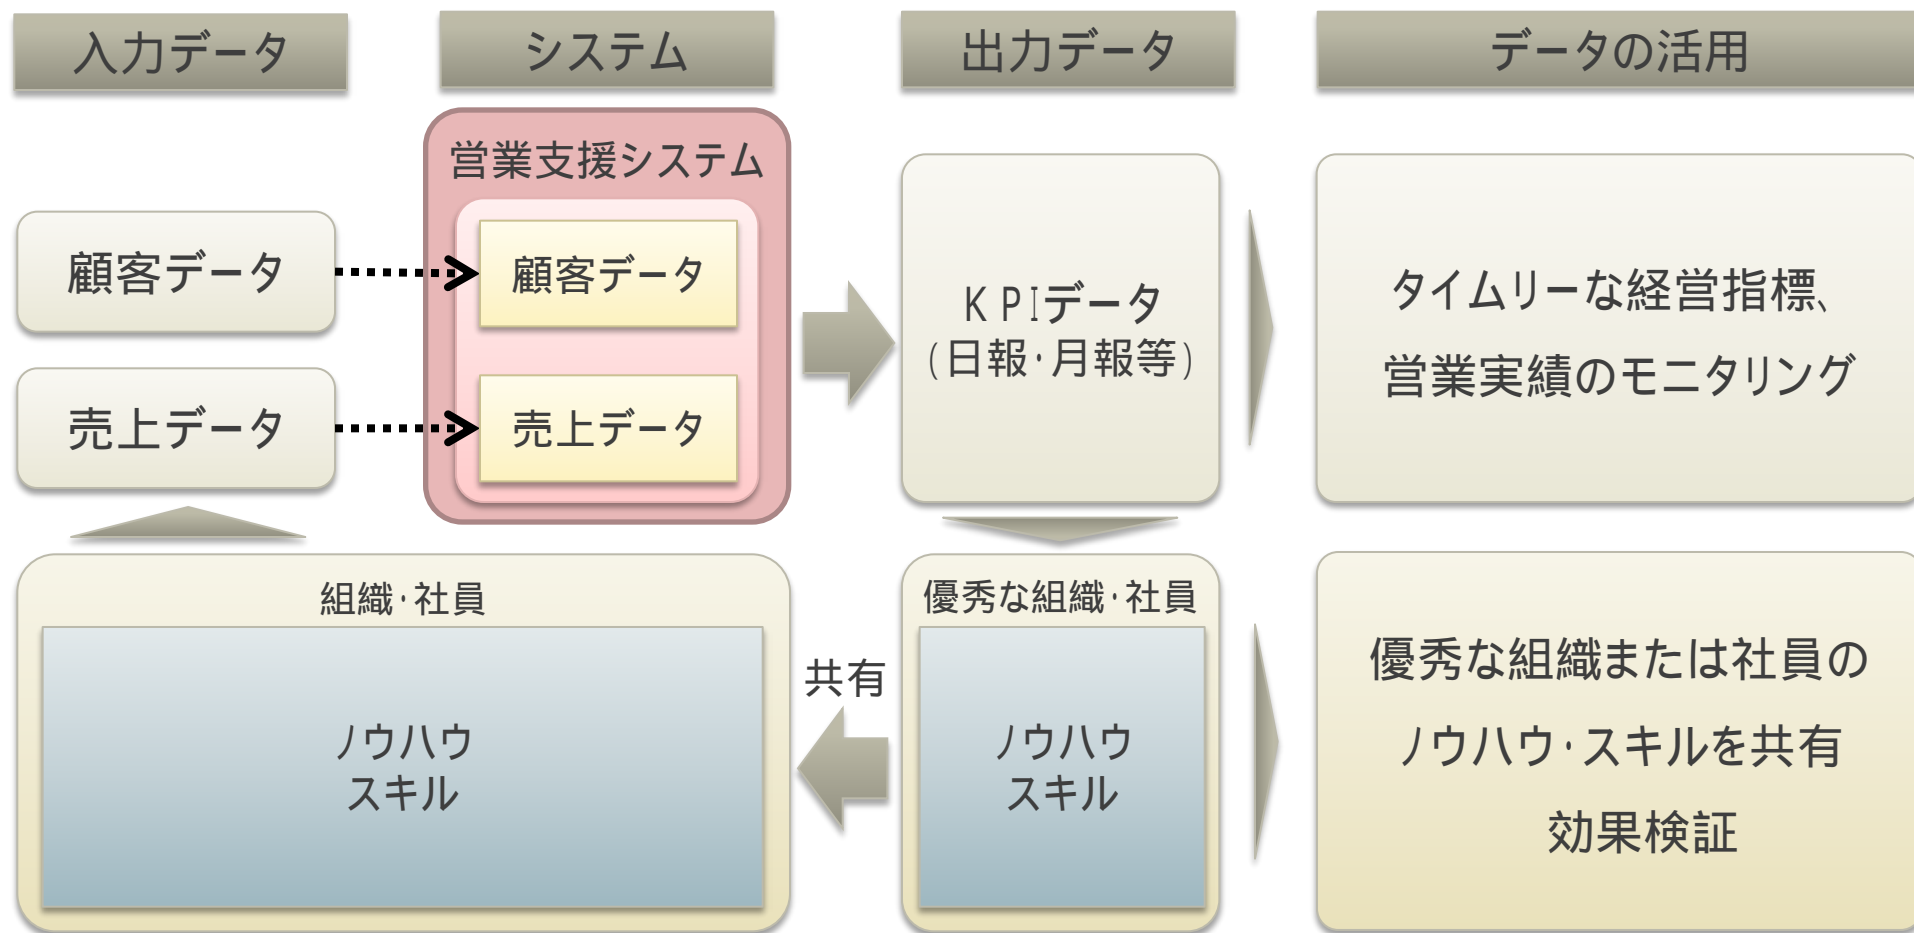 入力データ
システム
出力データ
データの活用
営業支援システム
顧客データ
顧客データ
売上データ
売上データ
KPIデータ
(日報・月報等)
タイムリーな経営指標、
営業実績のモニタリング
組織・社員
ノウハウ
スキル
共有
優秀な組織・社員
ノウハウ
スキル
優秀な組織または社員の
ノウハウ・スキルを共有
効果検証